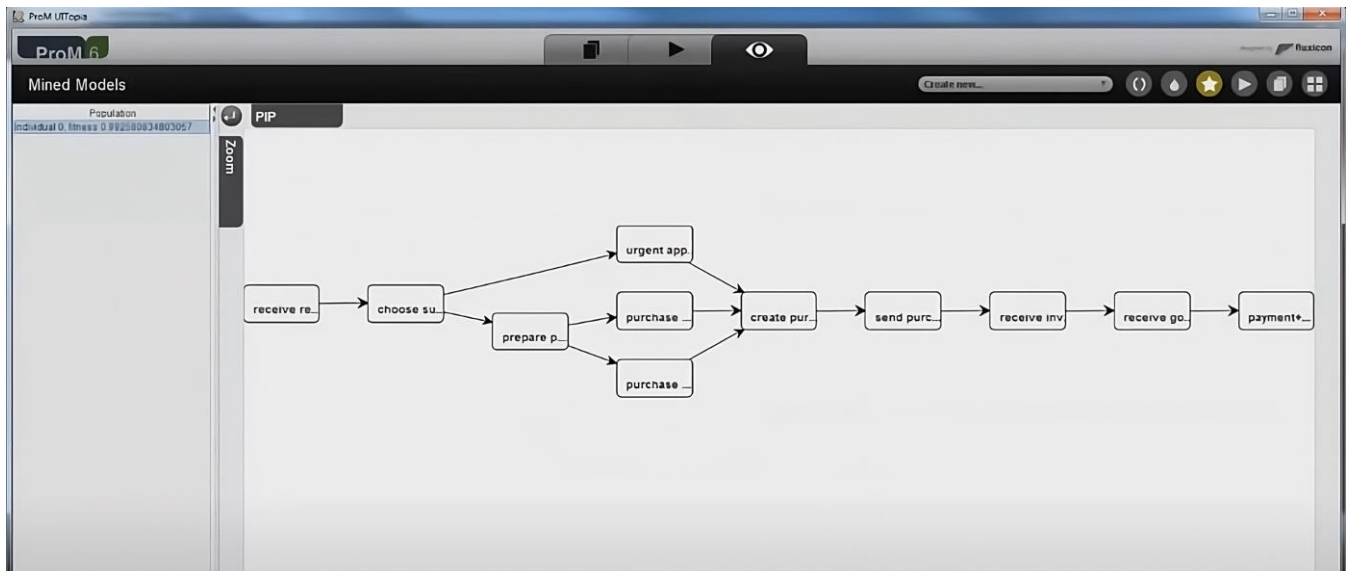 ProM UITopia
ProM 6
fluxicon
Mined Models
Create new...
Population
Individual 0, fitness 0.992580834803057
PIP
Zoom
urgent app.
receive re...
choose su...
purchase ...
create pur...
send purc...
receive inv.
receive go..
payment+...
prepare p...
purchase ...